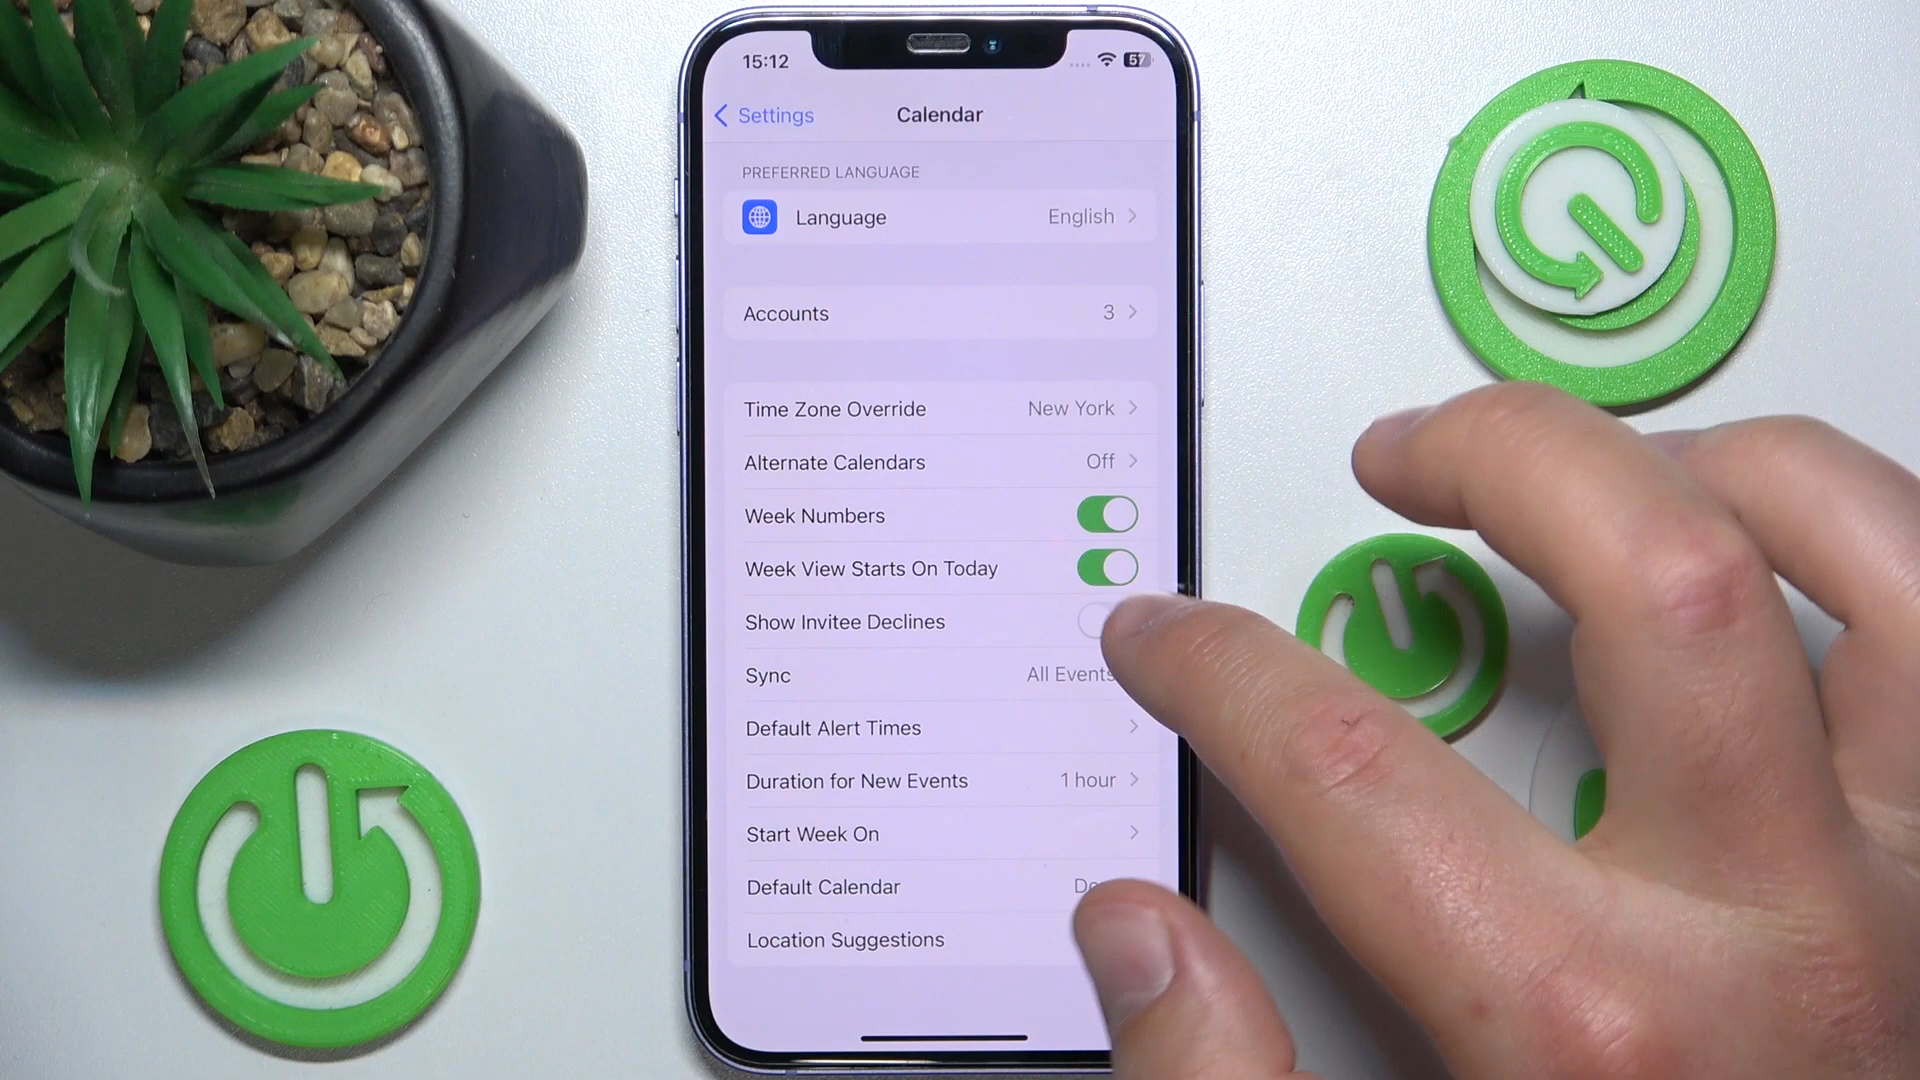 15:12
57
Settings
Calendar
PREFERRED LANGUAGE
Language English
Accounts 3
Time Zone Override New York
Alternate Calendars Off
Week Numbers
Week View Starts On Today
Show Invitee Declines
Sync All Events
Default Alert Times
Duration for New Events 1 hour
Start Week On
Default Calendar
Location Suggestions